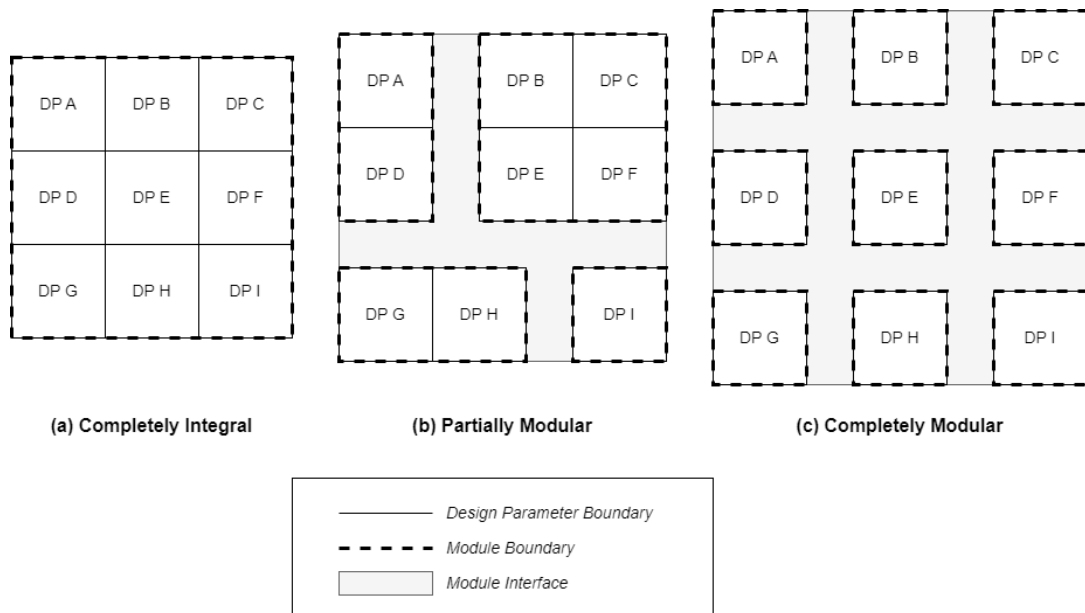 DP A
DP B
DP C
DP D
DP E
DP F
DP G
DP H
DP I
(a) Completely Integral
DP A
DP B
DP C
DP D
DP E
DP F
DP G
DP H
DP I
(b) Partially Modular
DP A
DP B
DP C
DP D
DP E
DP F
DP G
DP H
DP I
(c) Completely Modular
Design Parameter Boundary
Module Boundary
Module Interface